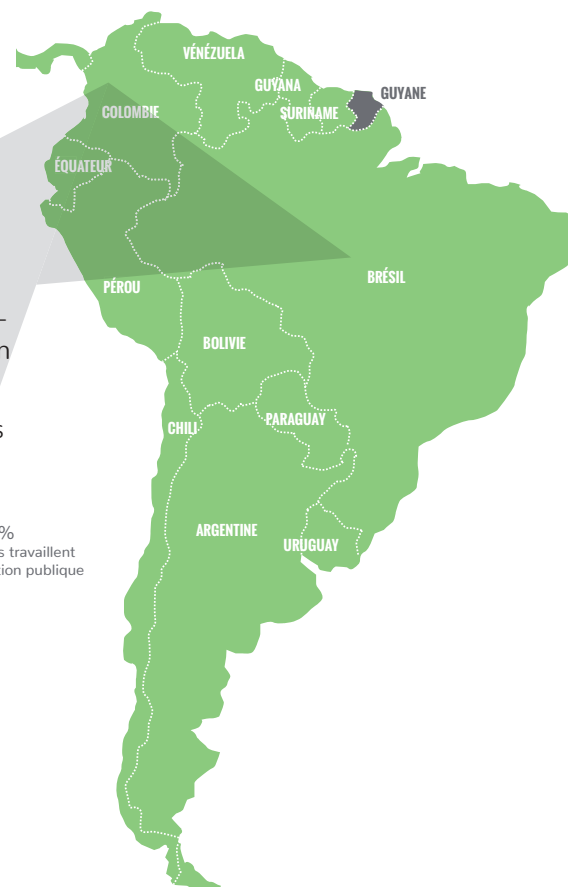 VÉNÉZUELA
GUYANA
GUYANE
COLOMBIE
SURINAME
ÉQUATEUR
BRÉSIL
PÉROU
BOLIVIE
CHILI
PARAGUAY
ARGENTINE
URUGUAY
%
s travaillent
tion publique